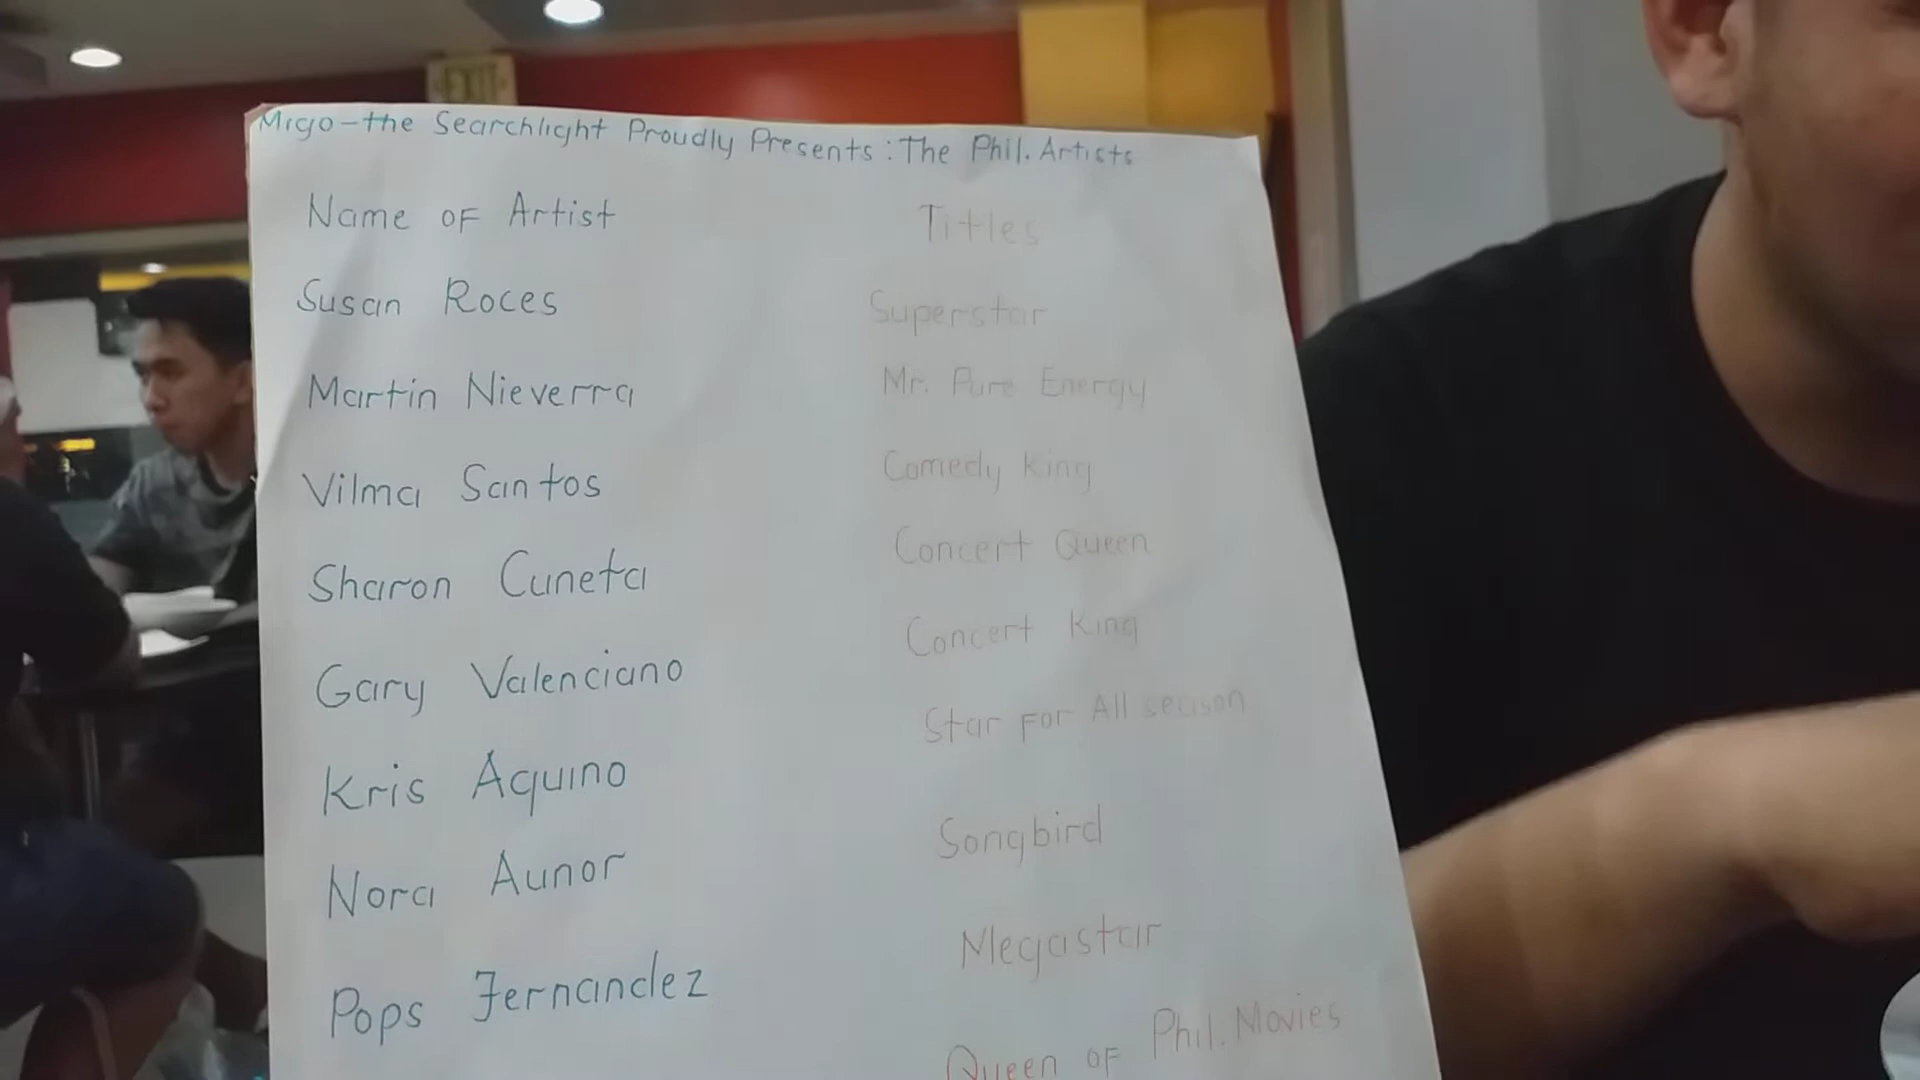 EXIT
Migo-the Searchlight Proudly Presents: The Phil. Artists
Name of Artist Titles
Susan Roces Superstar
Martin Nieverra Mr. Pure Energy
Vilma Santos Comedy King
Sharon Cuneta Concert Queen
Gary Valenciano Concert King
Kris Aquino Star For All season
Nora Aunor Songbird
Pops Fernandez Megastar
Queen of Phil. Movies